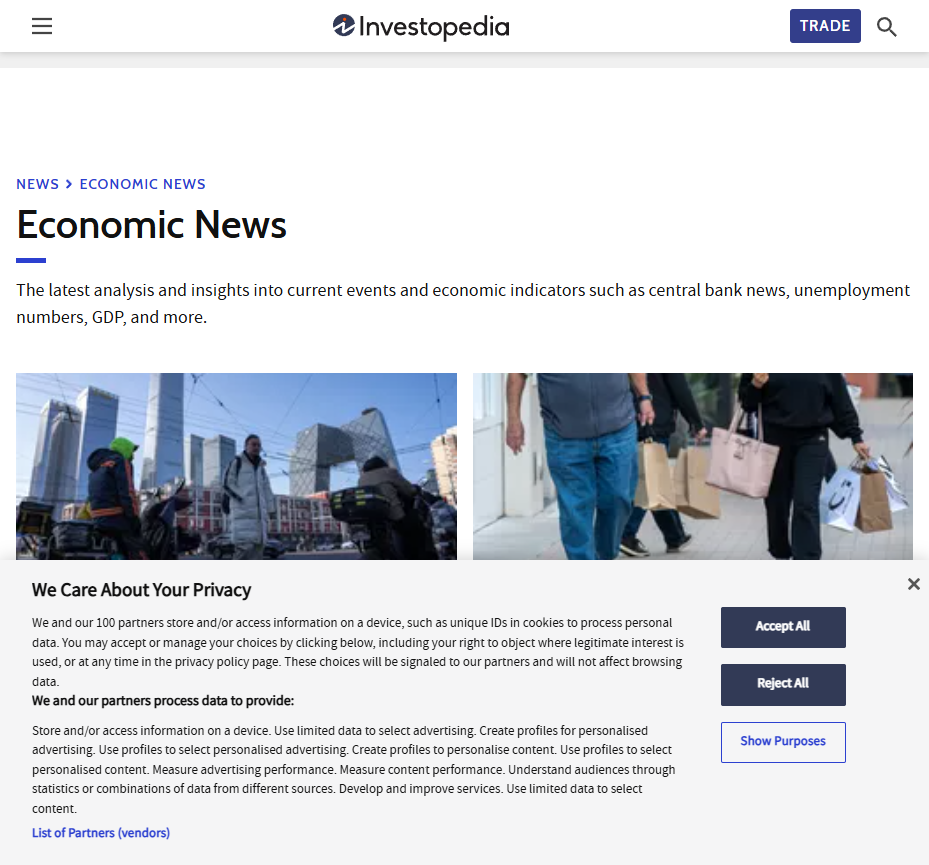 Investopedia
TRADE
NEWS > ECONOMIC NEWS
Economic News
The latest analysis and insights into current events and economic indicators such as central bank news, unemployment
numbers, GDP, and more.
We Care About Your Privacy
We and our 100 partners store and/or access information on a device, such as unique IDs in cookies to process personal
data. You may accept or manage your choices by clicking below, including your right to object where legitimate interest is
used, or at any time in the privacy policy page. These choices will be signaled to our partners and will not affect browsing
data.
We and our partners process data to provide:
Store and/or access information on a device. Use limited data to select advertising. Create profiles for personalised
advertising. Use profiles to select personalised advertising. Create profiles to personalise content. Use profiles to select
personalised content. Measure advertising performance. Measure content performance. Understand audiences through
statistics or combinations of data from different sources. Develop and improve services. Use limited data to select
content.
List of Partners (vendors)
Accept All
Reject All
Show Purposes